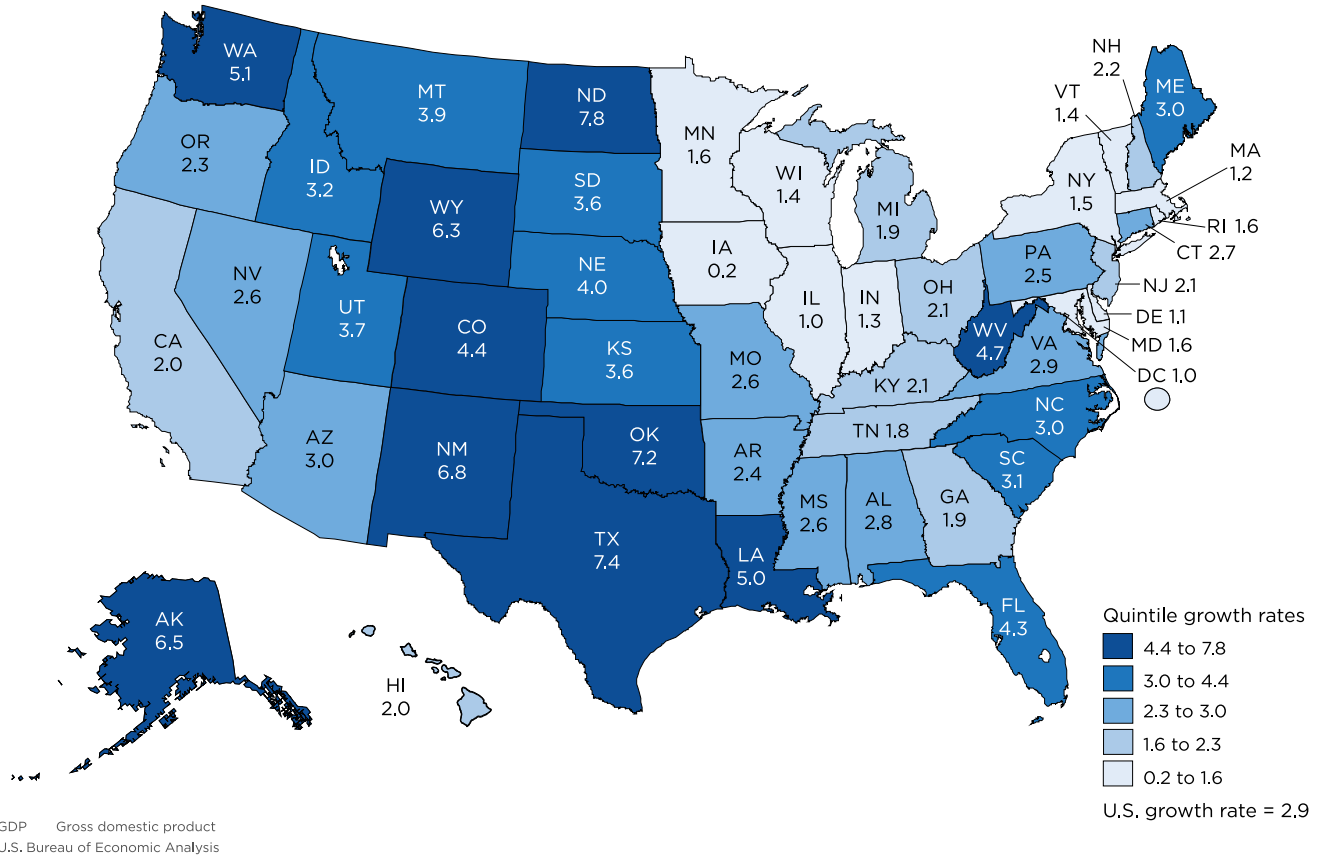 WA
5.1
MT
3.9
ND
7.8
MN
1.6
NH
2.2
VT
1.4
ME
3.0
OR
2.3
ID
3.2
SD
3.6
WI
1.4
MI
1.9
NY
1.5
MA
1.2
RI 1.6
CT 2.7
WY
6.3
IA
0.2
NE
4.0
PA
2.5
NJ 2.1
NV
2.6
UT
3.7
CO
4.4
IL
1.0
IN
1.3
OH
2.1
DE 1.1
MD 1.6
DC 1.0
WV
4.7
VA
2.9
CA
2.0
KS
3.6
MO
2.6
KY 2.1
NC
3.0
AZ
3.0
NM
6.8
OK
7.2
AR
2.4
TN 1.8
SC
3.1
MS
2.6
AL
2.8
GA
1.9
TX
7.4
LA
5.0
FL
4.3
AK
6.5
HI
2.0
Quintile growth rates
4.4 to 7.8
3.0 to 4.4
2.3 to 3.0
1.6 to 2.3
0.2 to 1.6
U.S. growth rate = 2.9
GDP Gross domestic product
U.S. Bureau of Economic Analysis